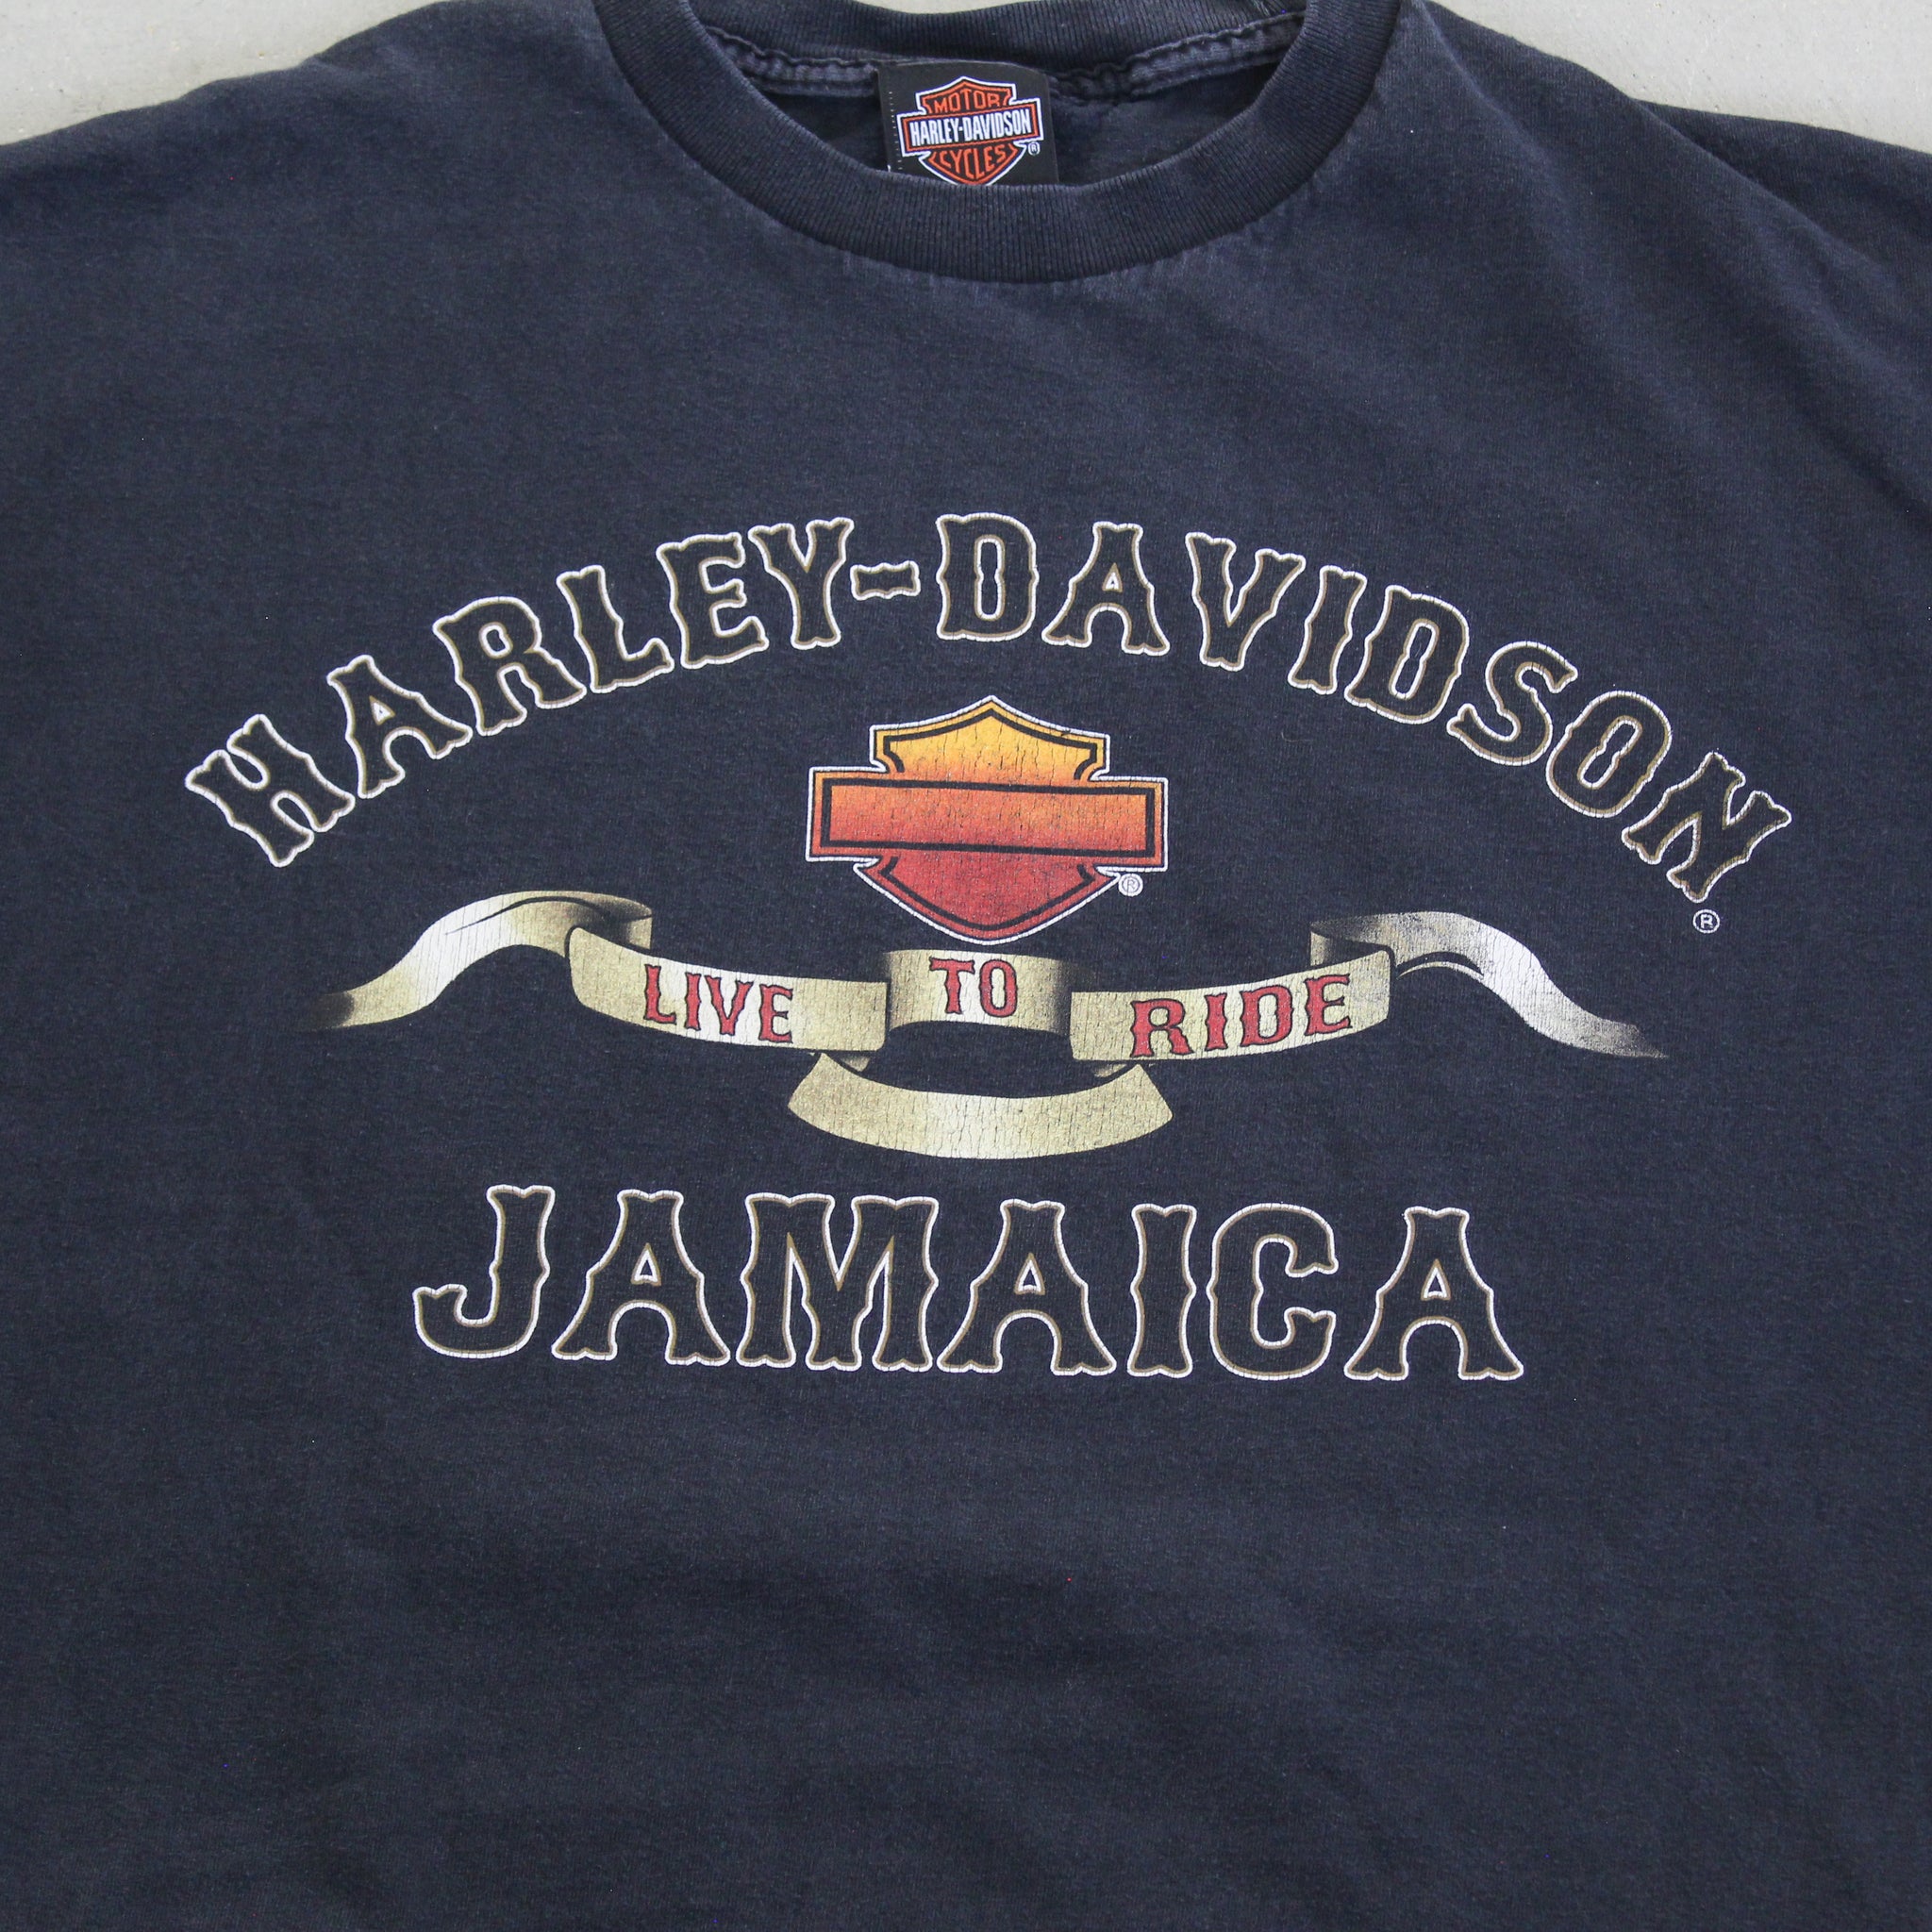 MOTOR
HARLEY-DAVIDSON
CYCLES ®
HARLEY-DAVIDSON ®
®
LIVE TO RIDE
JAMAICA